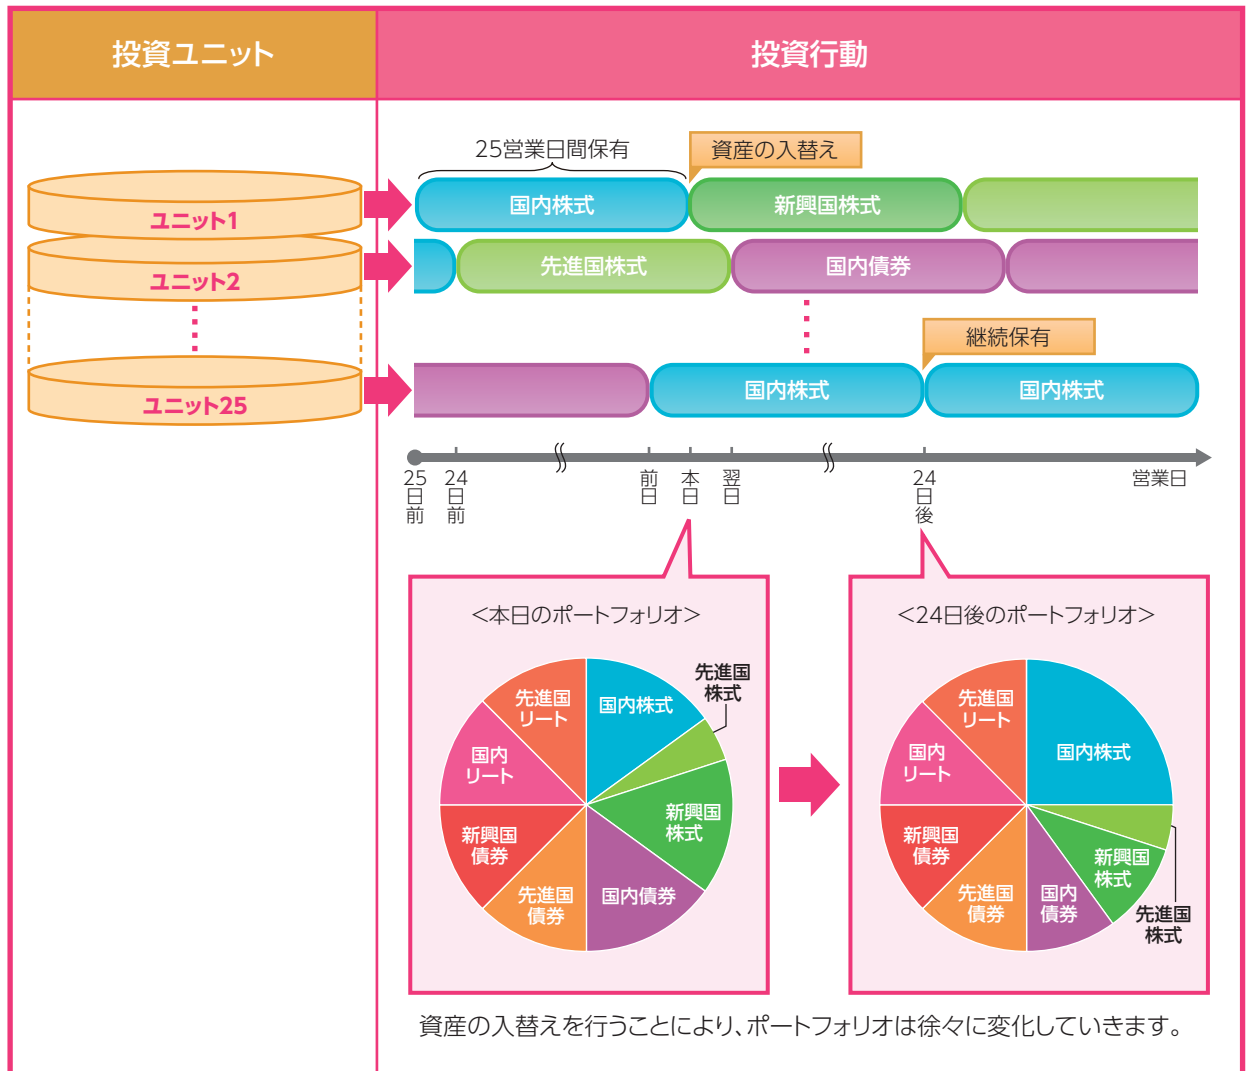 投資ユニット
投資行動
25営業日間保有
資産の入替え
ユニット1
国内株式
新興国株式
ユニット2
先進国株式
国内債券
継続保有
ユニット25
国内株式
国内株式
25日前
24日前
前日
本日
翌日
24日後
営業日
<本日のポートフォリオ>
国内株式
先進国
株式
新興国
株式
国内債券
先進国
債券
新興国
債券
国内
リート
先進国
リート
<24日後のポートフォリオ>
国内株式
先進国
株式
新興国
株式
国内
債券
先進国
債券
新興国
債券
国内
リート
先進国
リート
資産の入替えを行うことにより、ポートフォリオは徐々に変化していきます。